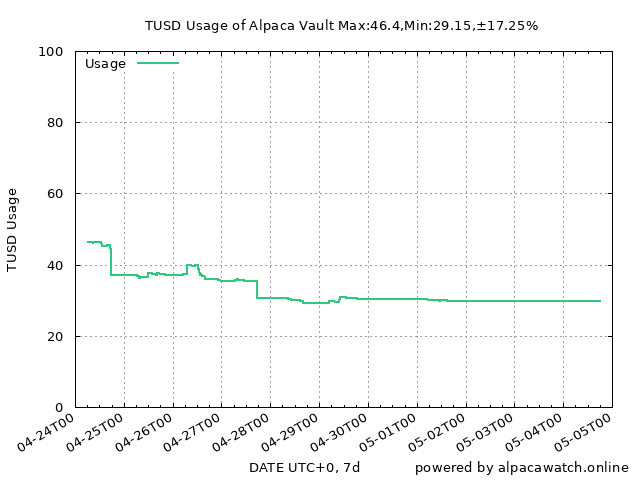 TUSD Usage of Alpaca Vault Max:46.4,Min:29.15,±17.25%
Usage
100
80
60
40
20
0
TUSD Usage
04-24T00
04-25T00
04-26T00
04-27T00
04-28T00
04-29T00
04-30T00
05-01T00
05-02T00
05-03T00
05-04T00
05-05T00
DATE UTC+0, 7d
powered by alpacawatch.online